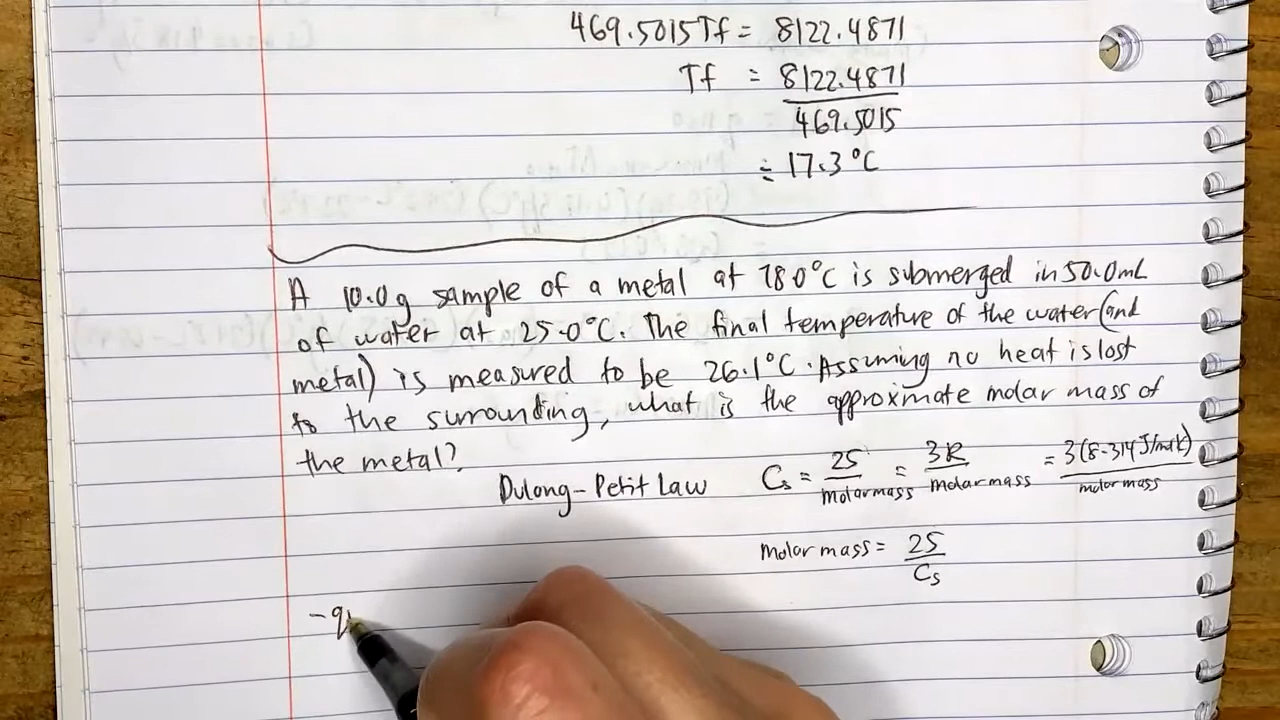 469.5015Tf = 8122.4871
Tf = 8122.4871
469.5015
= 17.3°C
A 10.0g sample of a metal at 78.0°C is submerged in 50.0mL
of water at 25.0°C. The final temperature of the water (and
metal) is measured to be 26.1°C. Assuming no heat is lost
to the surrounding, what is the approximate molar mass of
the metal?
Dulong-Petit Law Cs = 25/molar mass = 3R/molar mass = 3(8.314 J/mol K)/molar mass
molar mass = 25/Cs
-q